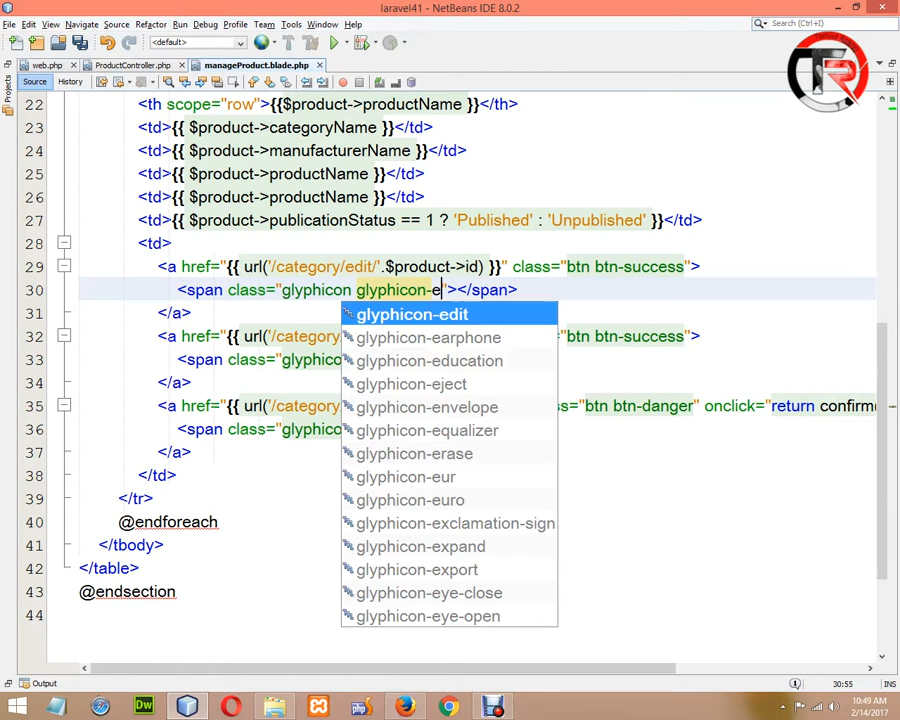 laravel41 - NetBeans IDE 8.0.2
File Edit View Navigate Source Refactor Run Debug Profile Team Tools Window Help
Search (Ctrl+I)
<default>
web.php ProductController.php manageProduct.blade.php
Source History
Projects
Files
22 <th scope="row">{{$product->productName }}</th>
23 <td>{{ $product->categoryName }}</td>
24 <td>{{ $product->manufacturerName }}</td>
25 <td>{{ $product->productName }}</td>
26 <td>{{ $product->productName }}</td>
27 <td>{{ $product->publicationStatus == 1 ? 'Published' : 'Unpublished' }}</td>
28 <td>
29 <a href="{{ url('/category/edit/'.$product->id) }}" class="btn btn-success">
30 <span class="glyphicon glyphicon-e"></span>
glyphicon-edit
31 </a>
glyphicon-earphone
32 <a href="{{ url('/category ="btn btn-success">
33 <span class="glyphico
glyphicon-education
34 </a>
glyphicon-eject
35 <a href="{{ url('/category ss="btn btn-danger" onclick="return confirm
glyphicon-envelope
36 <span class="glyphico
glyphicon-equalizer
37 </a>
glyphicon-erase
38 </td>
glyphicon-eur
39 </tr>
glyphicon-euro
40 @endforeach
glyphicon-exclamation-sign
41 </tbody>
glyphicon-expand
42 </table>
glyphicon-export
43 @endsection
glyphicon-eye-close
44
glyphicon-eye-open
Output
30:55 INS
10:49 AM
2/14/2017